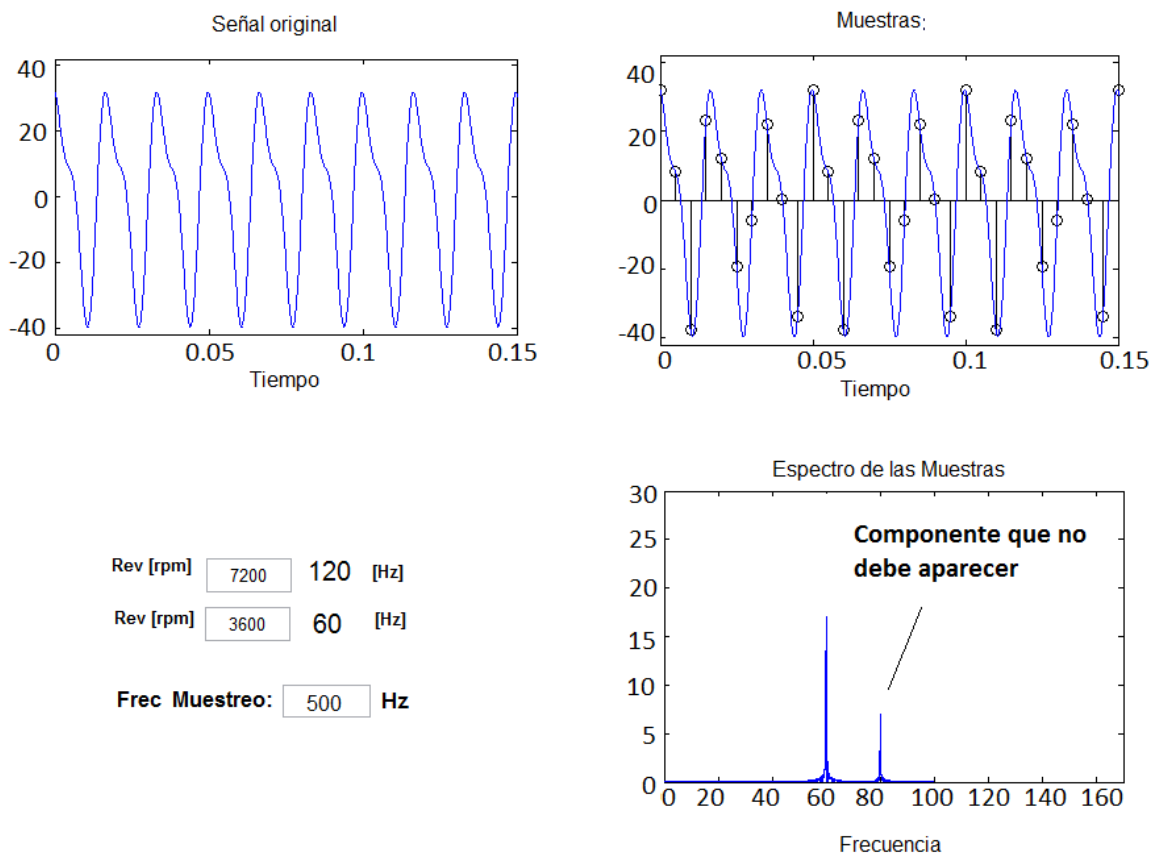 Señal original
40
20
0
-20
-40
0 0.05 0.1 0.15
Tiempo
Muestras:
40
20
0
-20
-40
0.05 0.1 0.15
Tiempo
Rev [rpm] 7200 120 [Hz]
Rev [rpm] 3600 60 [Hz]
Frec Muestreo: 500 Hz
Espectro de las Muestras
30
25
20
15
10
5
0
Componente que no
debe aparecer
0 20 40 60 80 100 120 140 160
Frecuencia